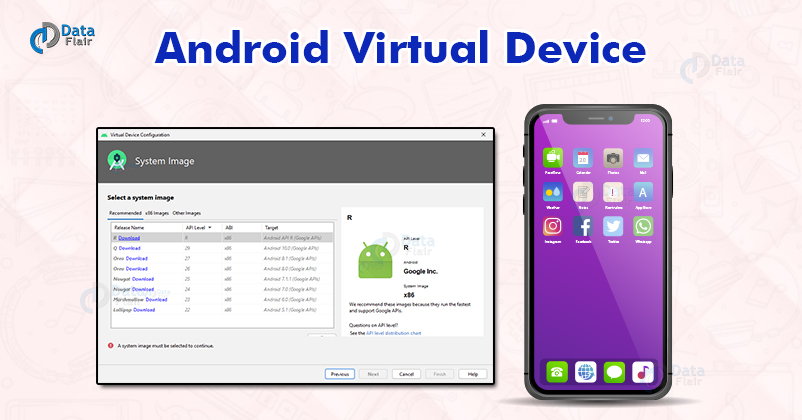 Data
Flair
Android Virtual Device
Data
Flair
Virtual Device Configuration
System Image
Select a system image
Recommended x86 Images Other Images
Release Name API Level ABI Target
R Download R x86 Android API R (Google APIs)
Q Download 29 x86 Android 10.0 (Google APIs)
Oreo Download 27 x86 Android 8.1 (Google APIs)
Oreo Download 26 x86 Android 8.0 (Google APIs)
Nougat Download 25 x86 Android 7.1.1 (Google APIs)
Nougat Download 24 x86 Android 7.0 (Google APIs)
Marshmallow Download x86 Android 6.0 (Google APIs)
Lollipop Download 22 x86 Android 5.1 (Google APIs)
R
API Level
R
Android
Google Inc.
System Image
x86
We recommend these images because they run the fastest
and support Google APIs.
Questions on API level?
See the API level distribution chart
A system image must be selected to continue.
Previous Next Cancel Finish Help
Facetime Calendar Photos Mail
Weather Notes App Store
Instagram Facebook Twitter Whatsapp
Data
Flair